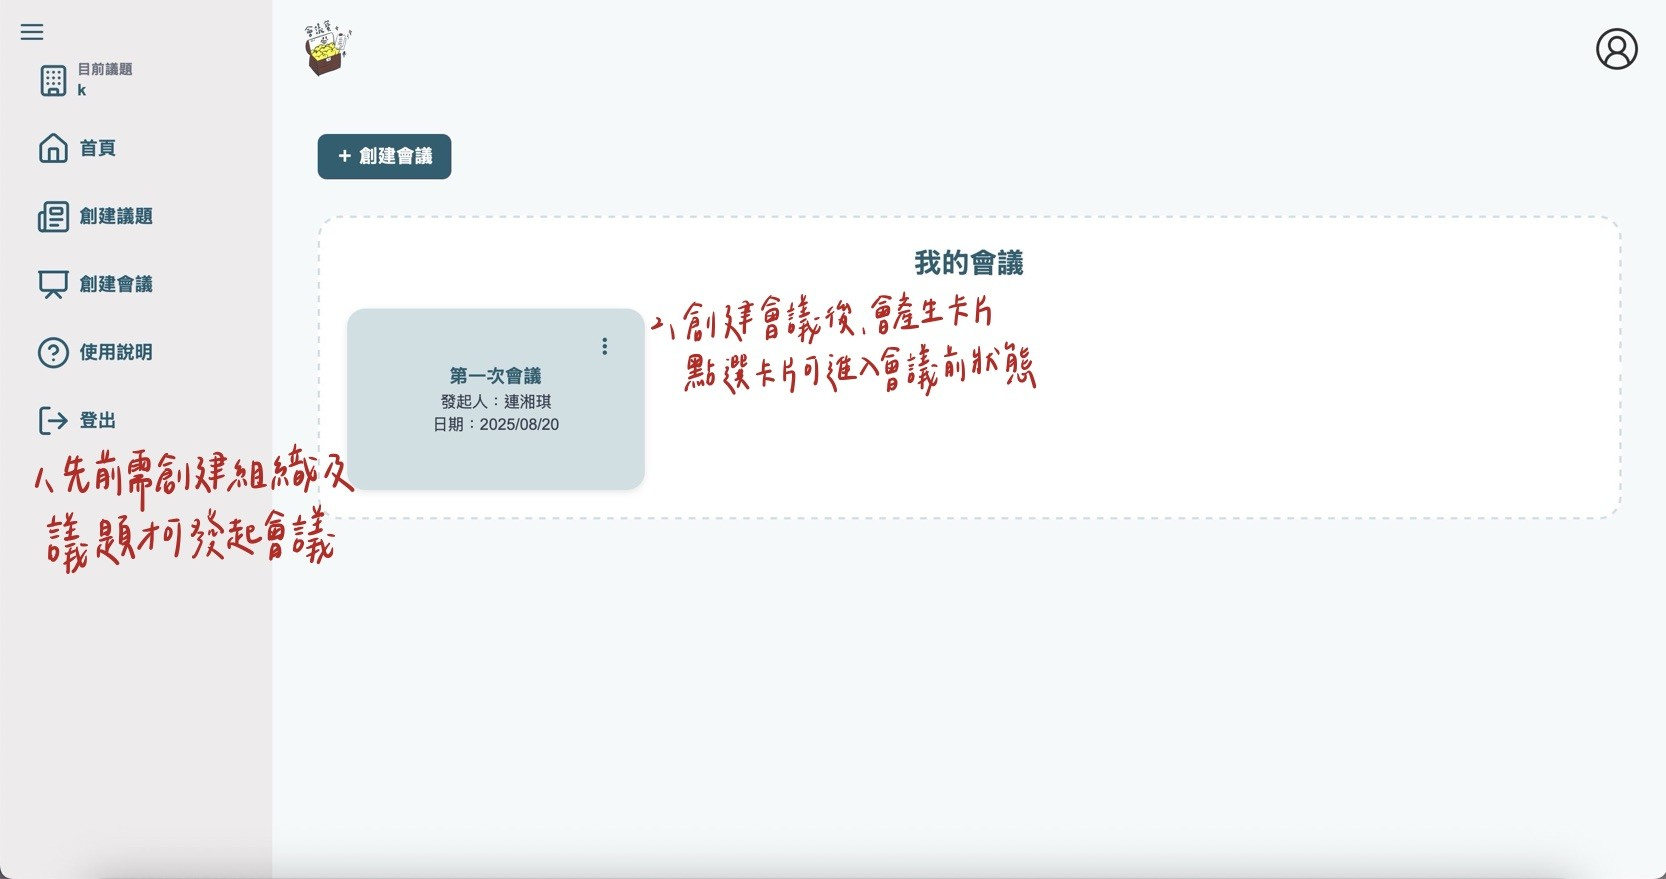 目前議題
k
首頁
創建議題
創建會議
使用說明
登出
1、先前需創建組織及
議題才可發起會議
會議覓
+ 創建會議
我的會議
第一次會議
發起人：連湘琪
日期：2025/08/20
2、創建會議後、會產生卡片
點選卡片可進入會議前狀態